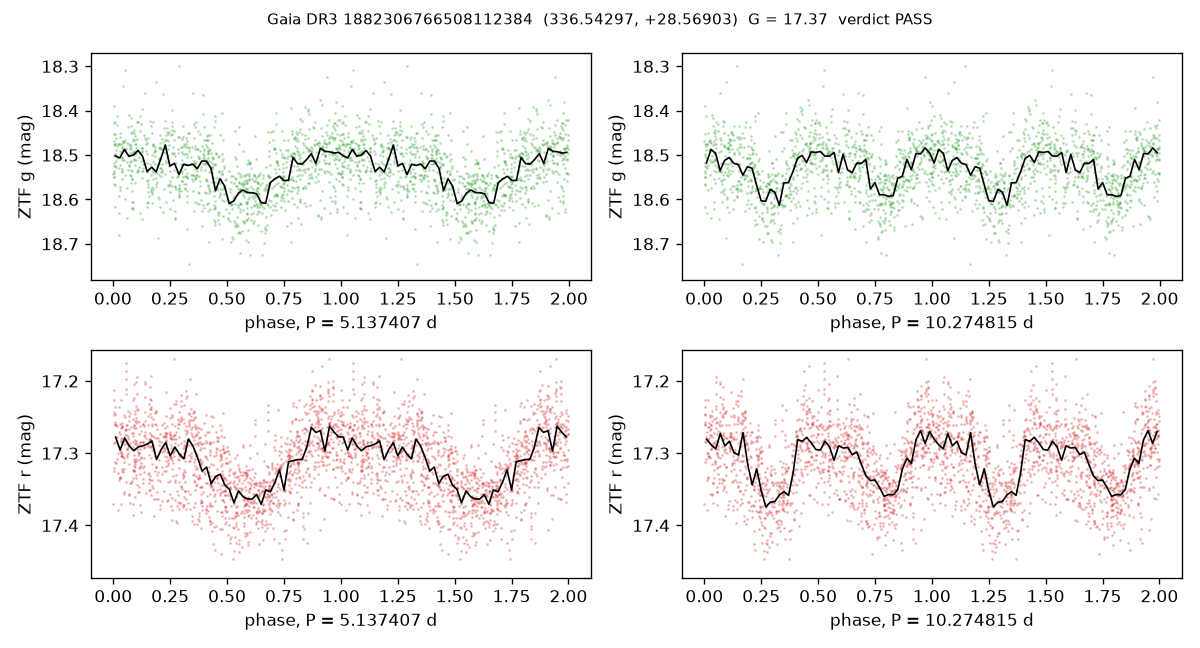 Gaia DR3 1882306766508112384  (336.54297, +28.56903)  G = 17.37  verdict PASS
ZTF g (mag)
18.3
18.4
18.5
18.6
18.7
0.00 0.25 0.50 0.75 1.00 1.25 1.50 1.75 2.00
phase, P = 5.137407 d
ZTF g (mag)
18.3
18.4
18.5
18.6
18.7
0.00 0.25 0.50 0.75 1.00 1.25 1.50 1.75 2.00
phase, P = 10.274815 d
ZTF r (mag)
17.2
17.3
17.4
0.00 0.25 0.50 0.75 1.00 1.25 1.50 1.75 2.00
phase, P = 5.137407 d
ZTF r (mag)
17.2
17.3
17.4
0.00 0.25 0.50 0.75 1.00 1.25 1.50 1.75 2.00
phase, P = 10.274815 d